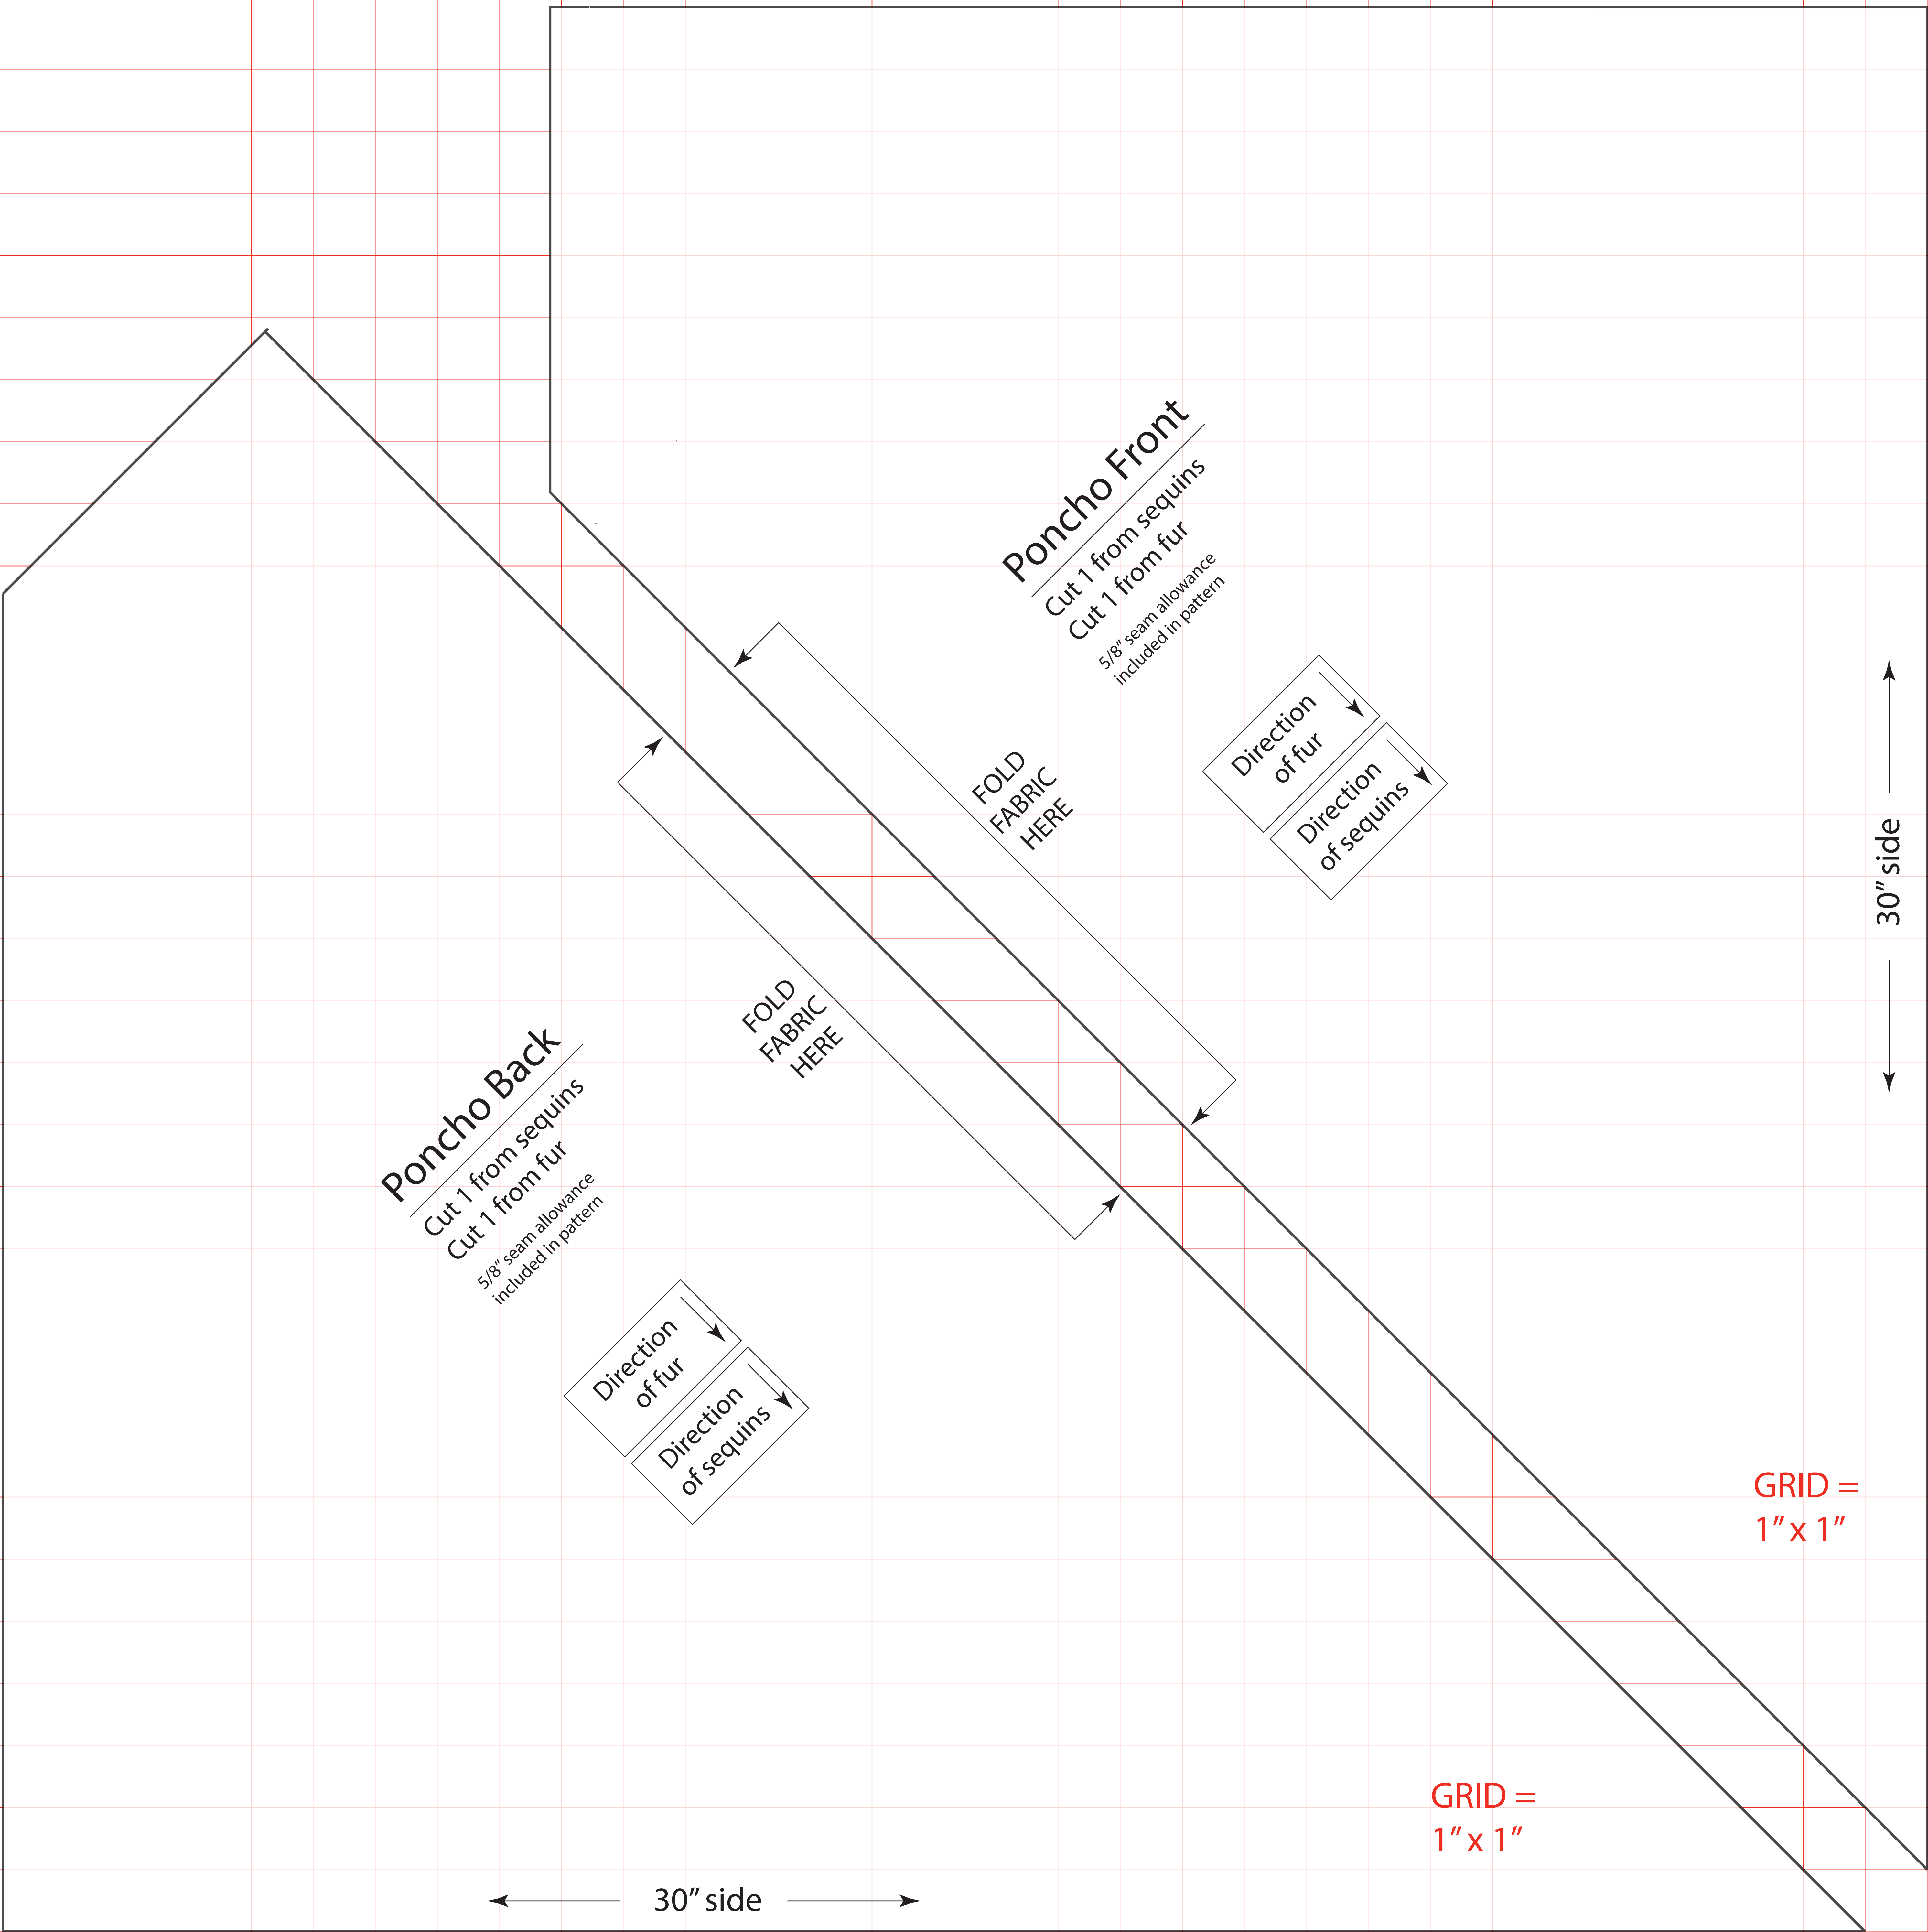 Poncho Front
Cut 1 from sequins
Cut 1 from fur
5/8” seam allowance
included in pattern
Direction
of fur
Direction
of sequins
FOLD
FABRIC
HERE
30” side
FOLD
FABRIC
HERE
Poncho Back
Cut 1 from sequins
Cut 1 from fur
5/8” seam allowance
included in pattern
Direction
of fur
Direction
of sequins
GRID =
1” x 1”
GRID =
1” x 1”
30” side